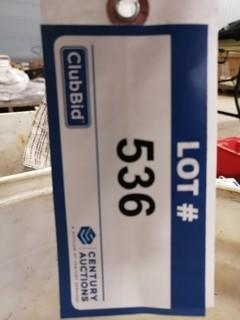 LOT #
536
ClubBid
CENTURY
AUCTIONS